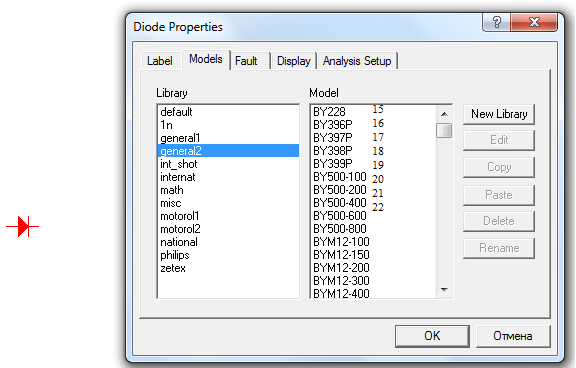 Diode Properties
?
Label Models Fault Display Analysis Setup
Library
default
1n
general1
general2
int_shot
internat
math
misc
motorol1
motorol2
national
philips
zetex
Model
BY228 15
BY396P 16
BY397P 17
BY398P 18
BY399P 19
BY500-100 20
BY500-200 21
BY500-400 22
BY500-600
BY500-800
BYM12-100
BYM12-150
BYM12-200
BYM12-300
BYM12-400
New Library
Edit
Copy
Paste
Delete
Rename
OK Отмена